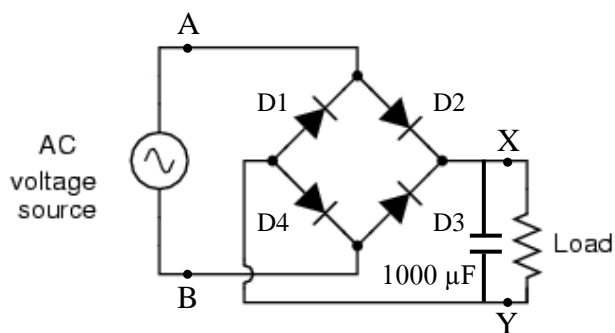 A
D1
D2
AC
voltage
source
X
D4
D3
Load
1000 µF
B
Y